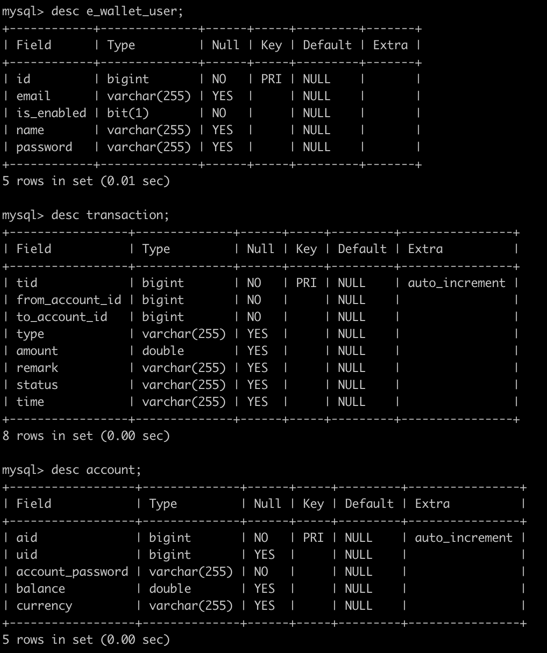 mysql> desc e_wallet_user;
+------------+--------------+------+-----+---------+-------+
| Field      | Type         | Null | Key | Default | Extra |
+------------+--------------+------+-----+---------+-------+
| id         | bigint       | NO   | PRI | NULL    |       |
| email      | varchar(255) | YES  |     | NULL    |       |
| is_enabled | bit(1)       | NO   |     | NULL    |       |
| name       | varchar(255) | YES  |     | NULL    |       |
| password   | varchar(255) | YES  |     | NULL    |       |
+------------+--------------+------+-----+---------+-------+
5 rows in set (0.01 sec)

mysql> desc transaction;
+-----------------+--------------+------+-----+---------+----------------+
| Field           | Type         | Null | Key | Default | Extra          |
+-----------------+--------------+------+-----+---------+----------------+
| tid             | bigint       | NO   | PRI | NULL    | auto_increment |
| from_account_id | bigint       | NO   |     | NULL    |                |
| to_account_id   | bigint       | NO   |     | NULL    |                |
| type            | varchar(255) | YES  |     | NULL    |                |
| amount          | double       | YES  |     | NULL    |                |
| remark          | varchar(255) | YES  |     | NULL    |                |
| status          | varchar(255) | YES  |     | NULL    |                |
| time            | varchar(255) | YES  |     | NULL    |                |
+-----------------+--------------+------+-----+---------+----------------+
8 rows in set (0.00 sec)

mysql> desc account;
+------------------+--------------+------+-----+---------+----------------+
| Field            | Type         | Null | Key | Default | Extra          |
+------------------+--------------+------+-----+---------+----------------+
| aid              | bigint       | NO   | PRI | NULL    | auto_increment |
| uid              | bigint       | YES  |     | NULL    |                |
| account_password | varchar(255) | NO   |     | NULL    |                |
| balance          | double       | YES  |     | NULL    |                |
| currency         | varchar(255) | YES  |     | NULL    |                |
+------------------+--------------+------+-----+---------+----------------+
5 rows in set (0.00 sec)